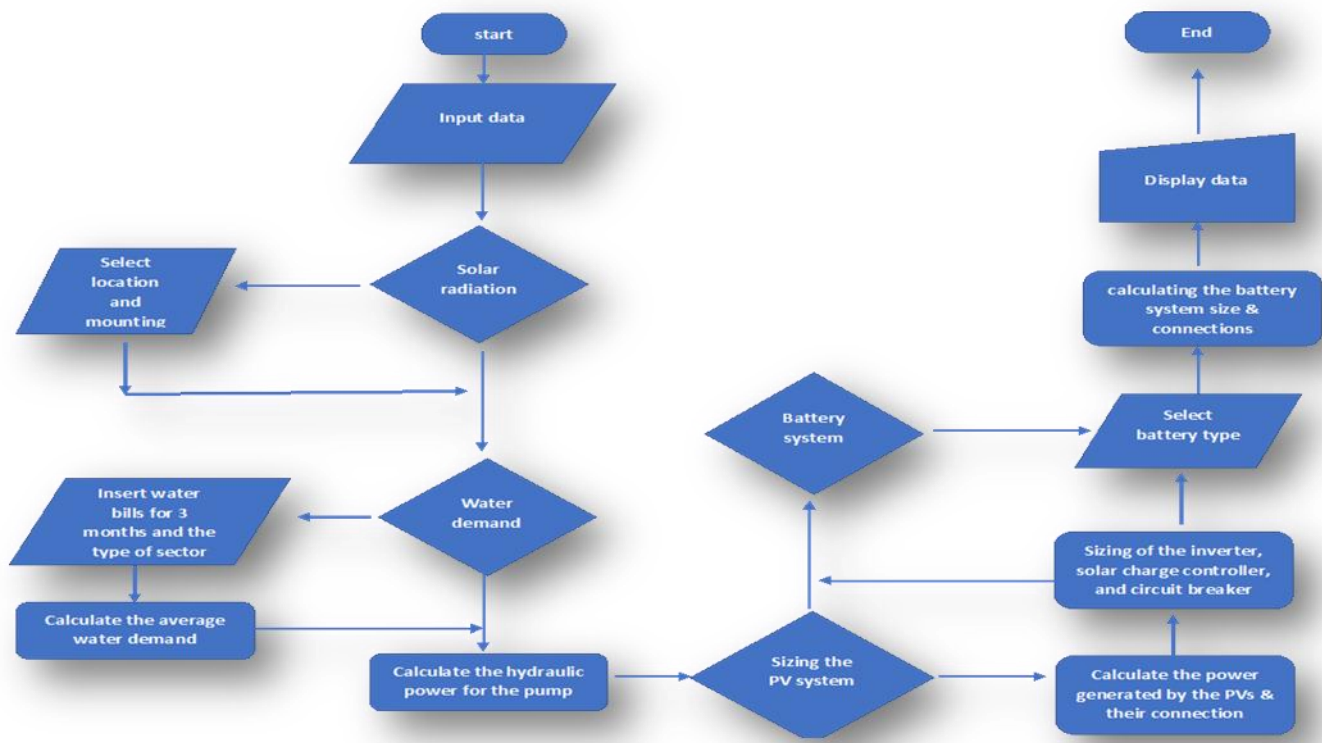 start
Input data
Solar
radiation
Select
location
and
mounting
Water
demand
Insert water
bills for 3
months and the
type of sector
Calculate the average
water demand
Calculate the hydraulic
power for the pump
Sizing the
PV system
Calculate the power
generated by the PVs &
their connection
Sizing of the inverter,
solar charge controller,
and circuit breaker
Battery
system
Select
battery type
calculating the battery
system size &
connections
Display data
End